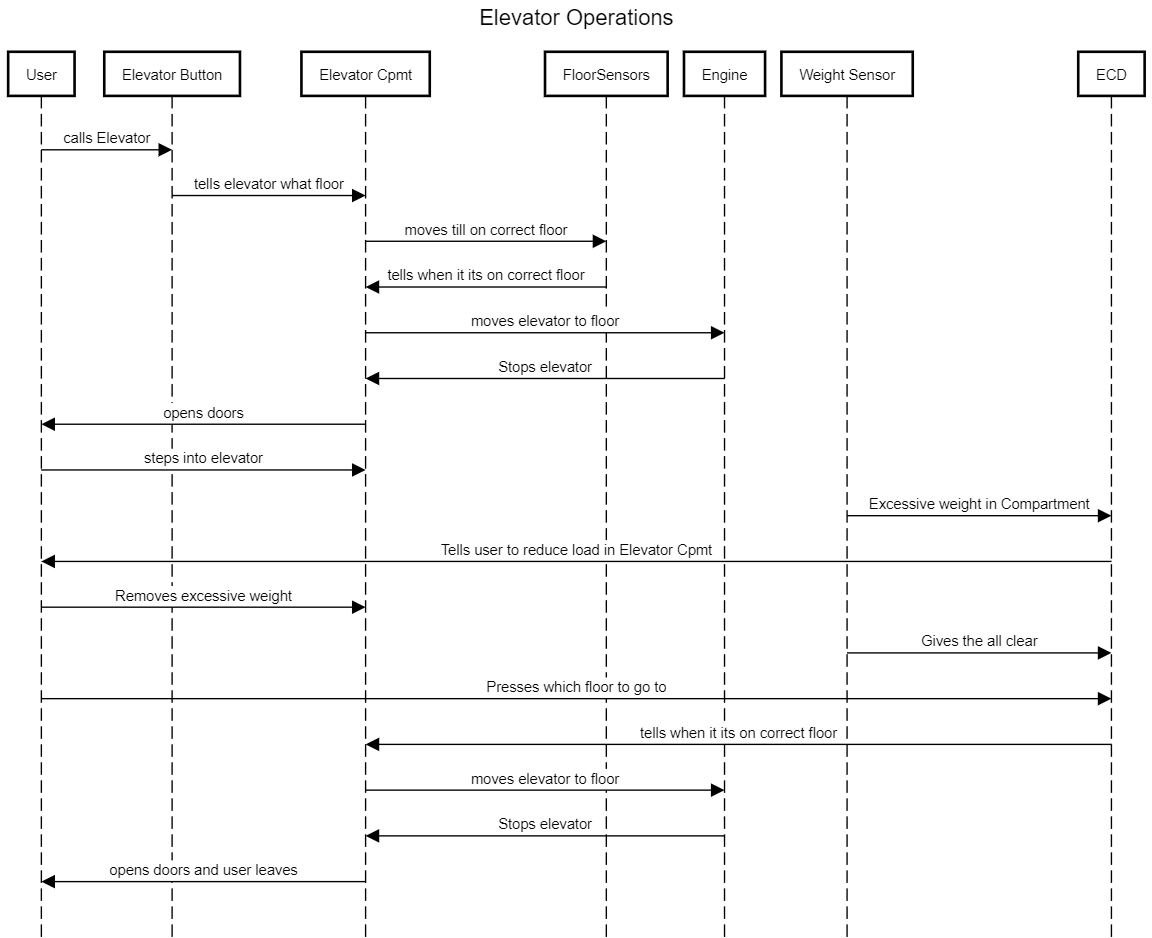 Elevator Operations
User
Elevator Button
Elevator Cpmt
FloorSensors
Engine
Weight Sensor
ECD
calls Elevator
tells elevator what floor
moves till on correct floor
tells when it its on correct floor
moves elevator to floor
Stops elevator
opens doors
steps into elevator
Excessive weight in Compartment
Tells user to reduce load in Elevator Cpmt
Removes excessive weight
Gives the all clear
Presses which floor to go to
tells when it its on correct floor
moves elevator to floor
Stops elevator
opens doors and user leaves